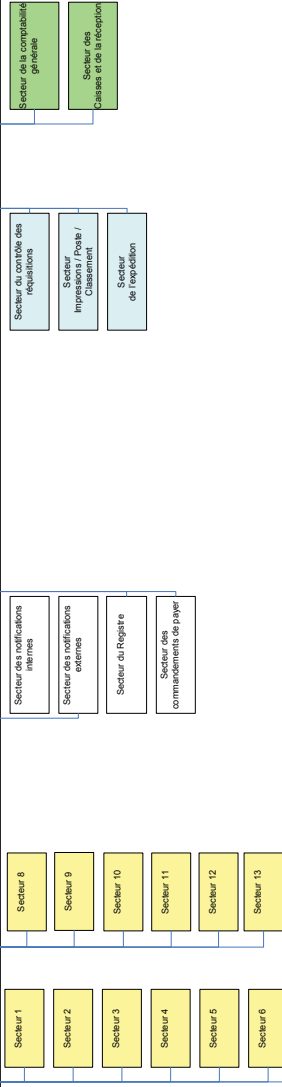 Secteur de la comptabilité
générale
Secteur des
Caisses et de la réception
Secteur du contrôle des
réquisitions
Secteur
Impressions / Poste /
Classement
Secteur
de l'expédition
Secteur des notifications
internes
Secteur des notifications
externes
Secteur du Registre
Secteur des
commandements de payer
Secteur 8
Secteur 9
Secteur 10
Secteur 11
Secteur 12
Secteur 13
Secteur 1
Secteur 2
Secteur 3
Secteur 4
Secteur 5
Secteur 6